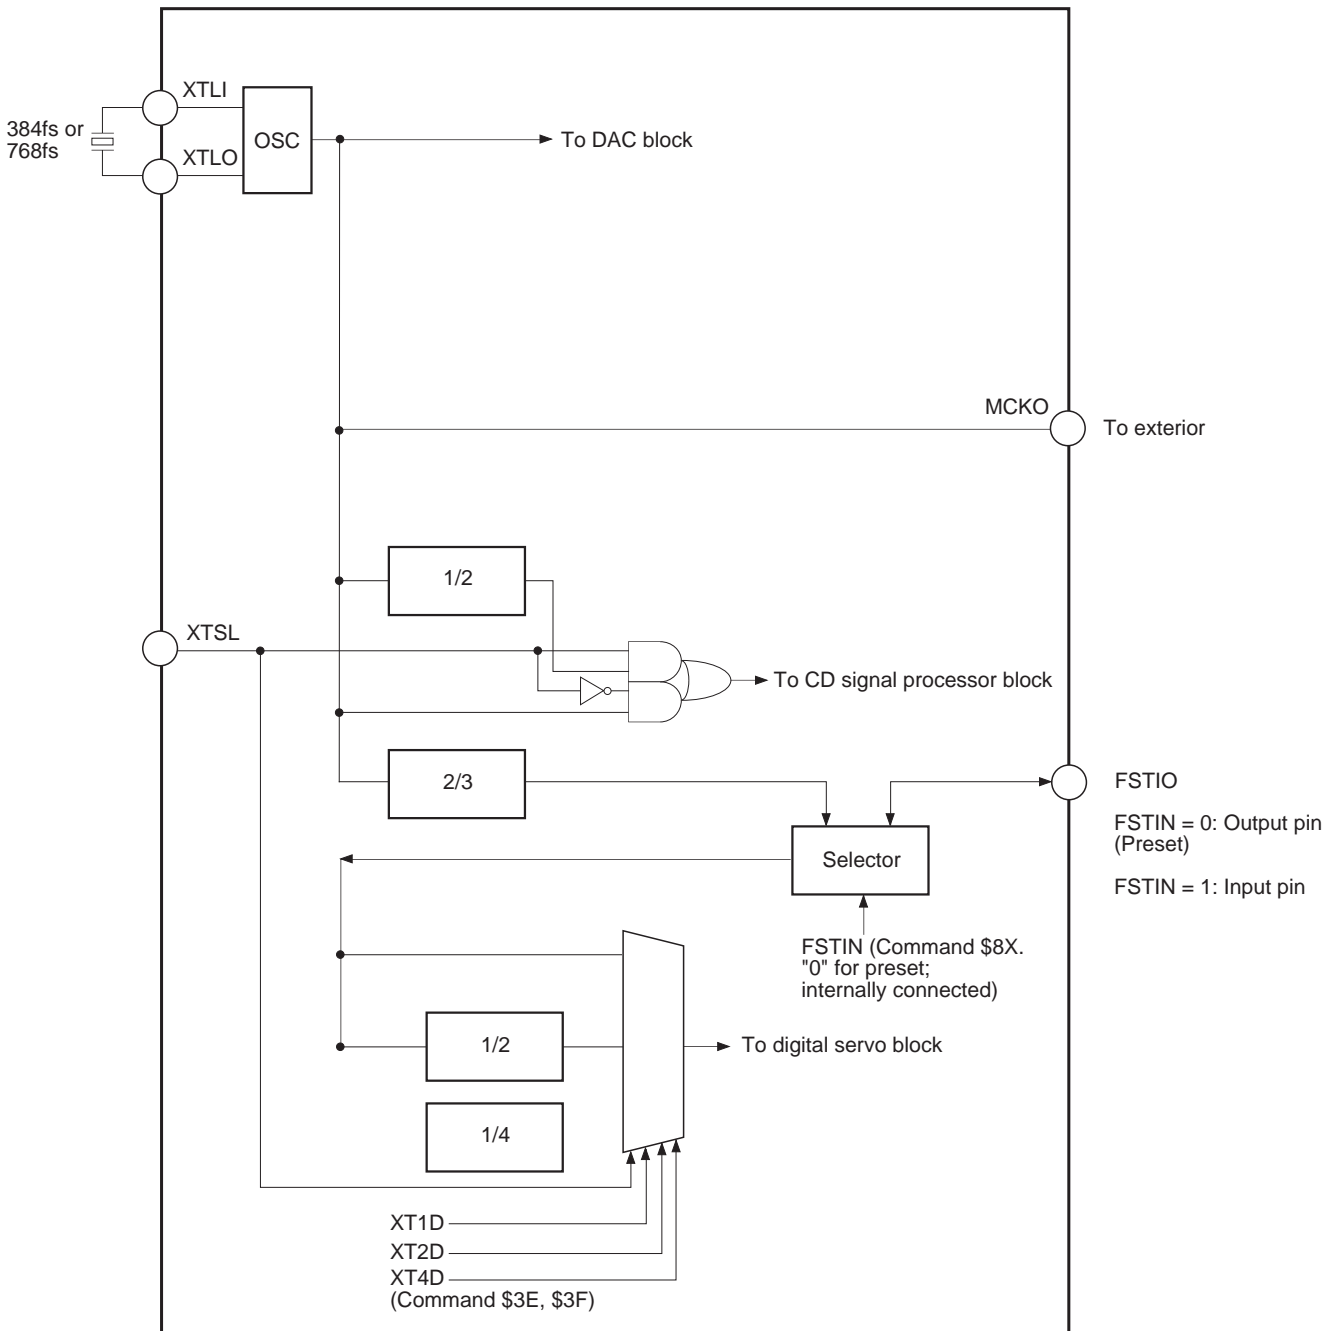 XTLI
384fs or
768fs
OSC
To DAC block
XTLO
MCKO
To exterior
1/2
XTSL
To CD signal processor block
2/3
FSTIO
FSTIN = 0: Output pin
(Preset)
FSTIN = 1: Input pin
Selector
FSTIN (Command $8X.
"0" for preset;
internally connected)
1/2
To digital servo block
1/4
XT1D
XT2D
XT4D
(Command $3E, $3F)